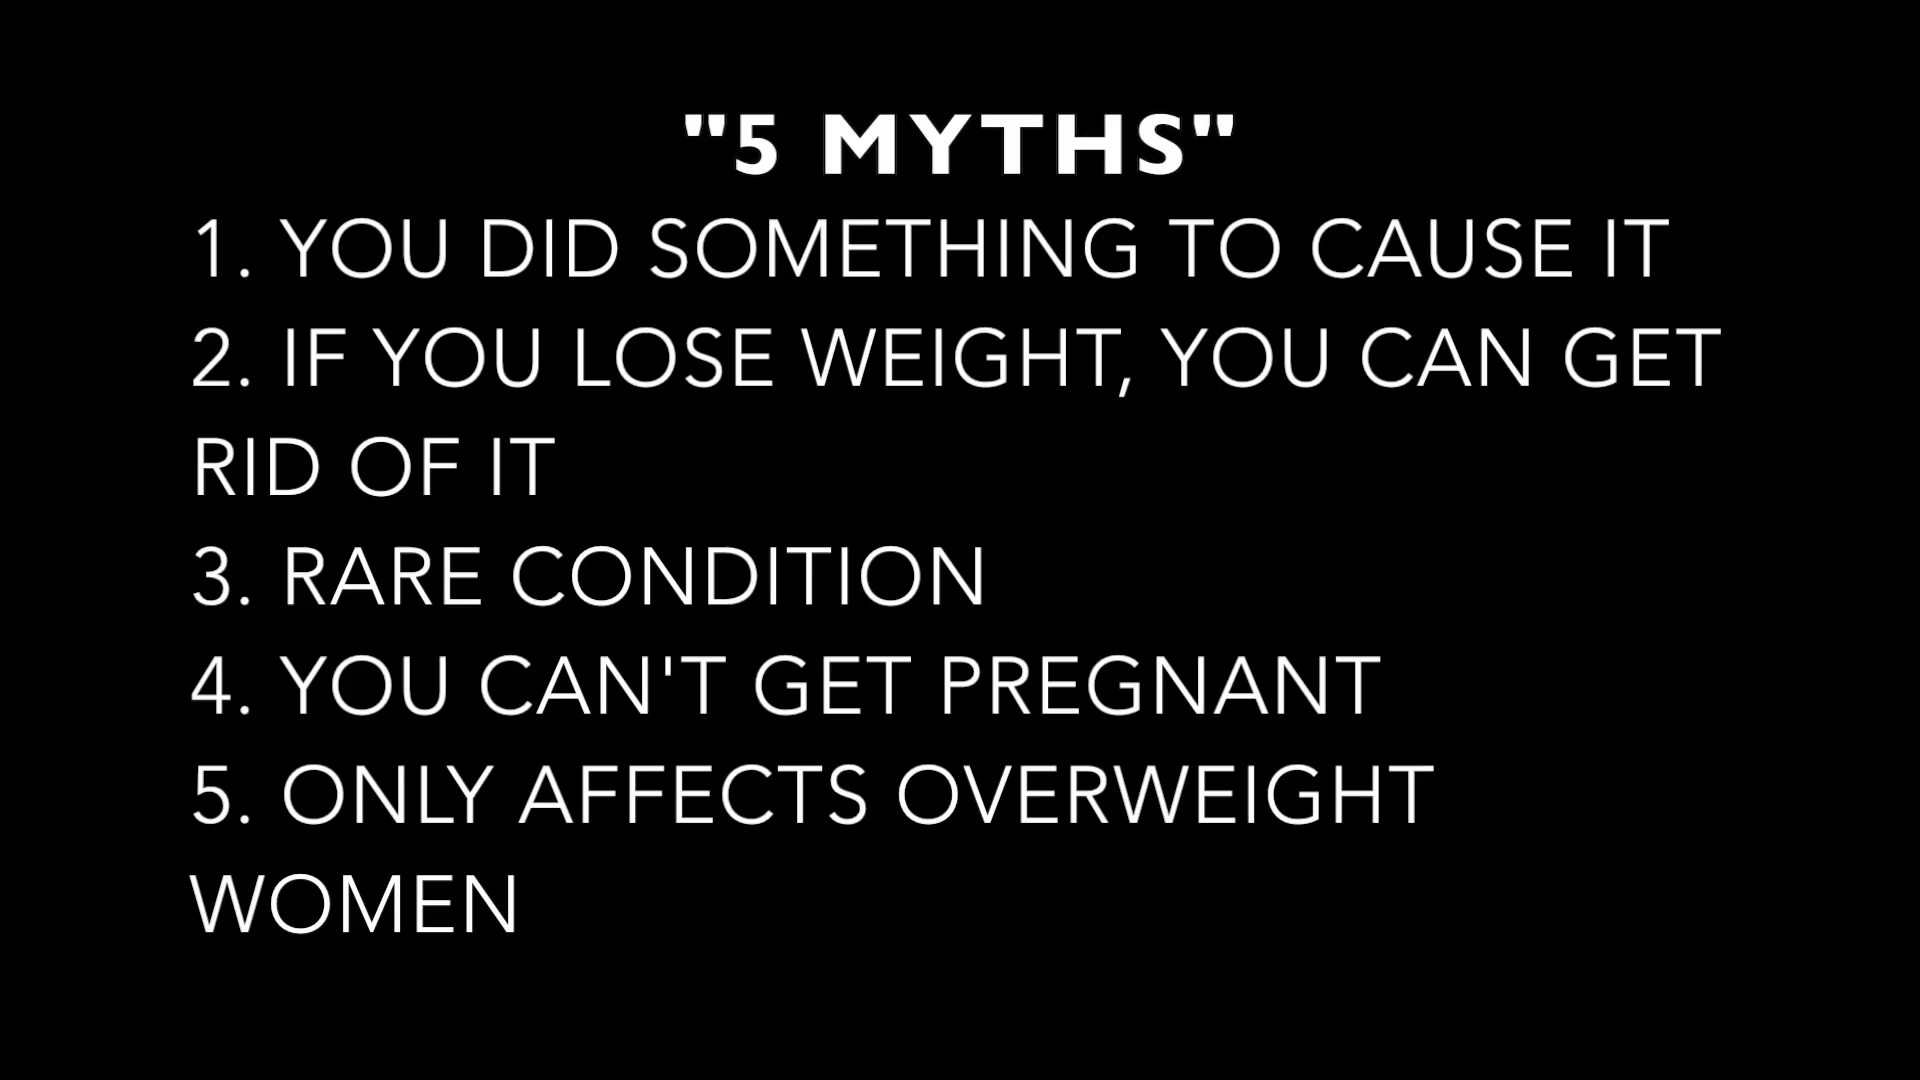 "5 MYTHS"
1. YOU DID SOMETHING TO CAUSE IT
2. IF YOU LOSE WEIGHT, YOU CAN GET
RID OF IT
3. RARE CONDITION
4. YOU CAN'T GET PREGNANT
5. ONLY AFFECTS OVERWEIGHT
WOMEN